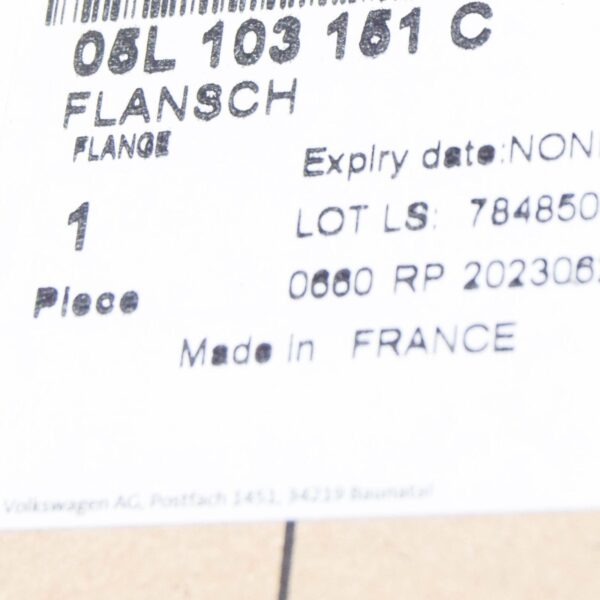 05L 103 151 C
FLANSCH
FLANGE
Expiry date:NON
LOT LS: 784850
1
0660 RP 202306
Piece
Made in FRANCE
Volkswagen AG, Postfach 1451, 34219 Baunatal